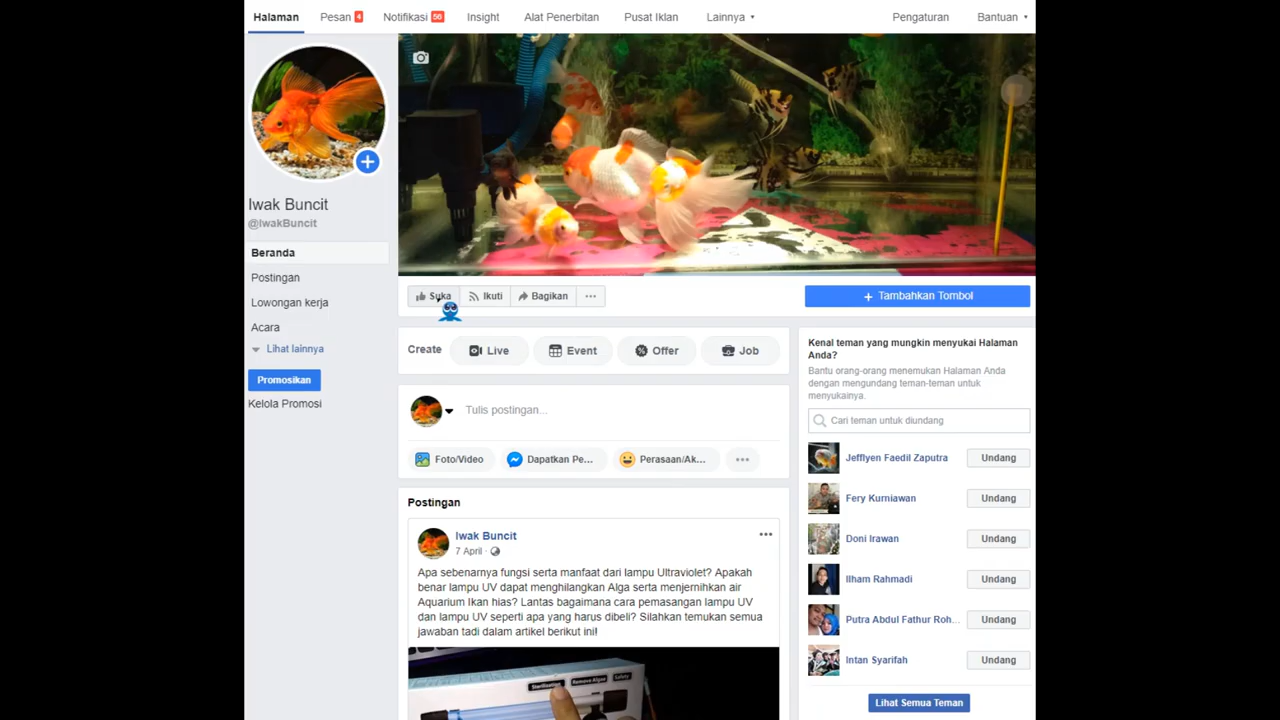 Halaman
Pesan 4
Notifikasi 56
Insight
Alat Penerbitan
Pusat Iklan
Lainnya
Pengaturan
Bantuan
Iwak Buncit
@IwakBuncit
Beranda
Postingan
Lowongan kerja
Acara
Lihat lainnya
Promosikan
Kelola Promosi
Suka
Ikuti
Bagikan
Tambahkan Tombol
Create
Live
Event
Offer
Job
Tulis postingan...
Foto/Video
Dapatkan Pe...
Perasaan/Ak...
Postingan
Iwak Buncit
7 April
Apa sebenarnya fungsi serta manfaat dari lampu Ultraviolet? Apakah
benar lampu UV dapat menghilangkan Alga serta menjernihkan air
Aquarium Ikan hias? Lantas bagaimana cara pemasangan lampu UV
dan lampu UV seperti apa yang harus dibeli? Silahkan temukan semua
jawaban tadi dalam artikel berikut ini!
Sterilization
Remove Algae
Safety
Kenal teman yang mungkin menyukai Halaman
Anda?
Bantu orang-orang menemukan Halaman Anda
dengan mengundang teman-teman untuk
menyukainya.
Cari teman untuk diundang
Jefflyen Faedil Zaputra
Undang
Fery Kurniawan
Undang
Doni Irawan
Undang
Ilham Rahmadi
Undang
Putra Abdul Fathur Roh...
Undang
Intan Syarifah
Undang
Lihat Semua Teman